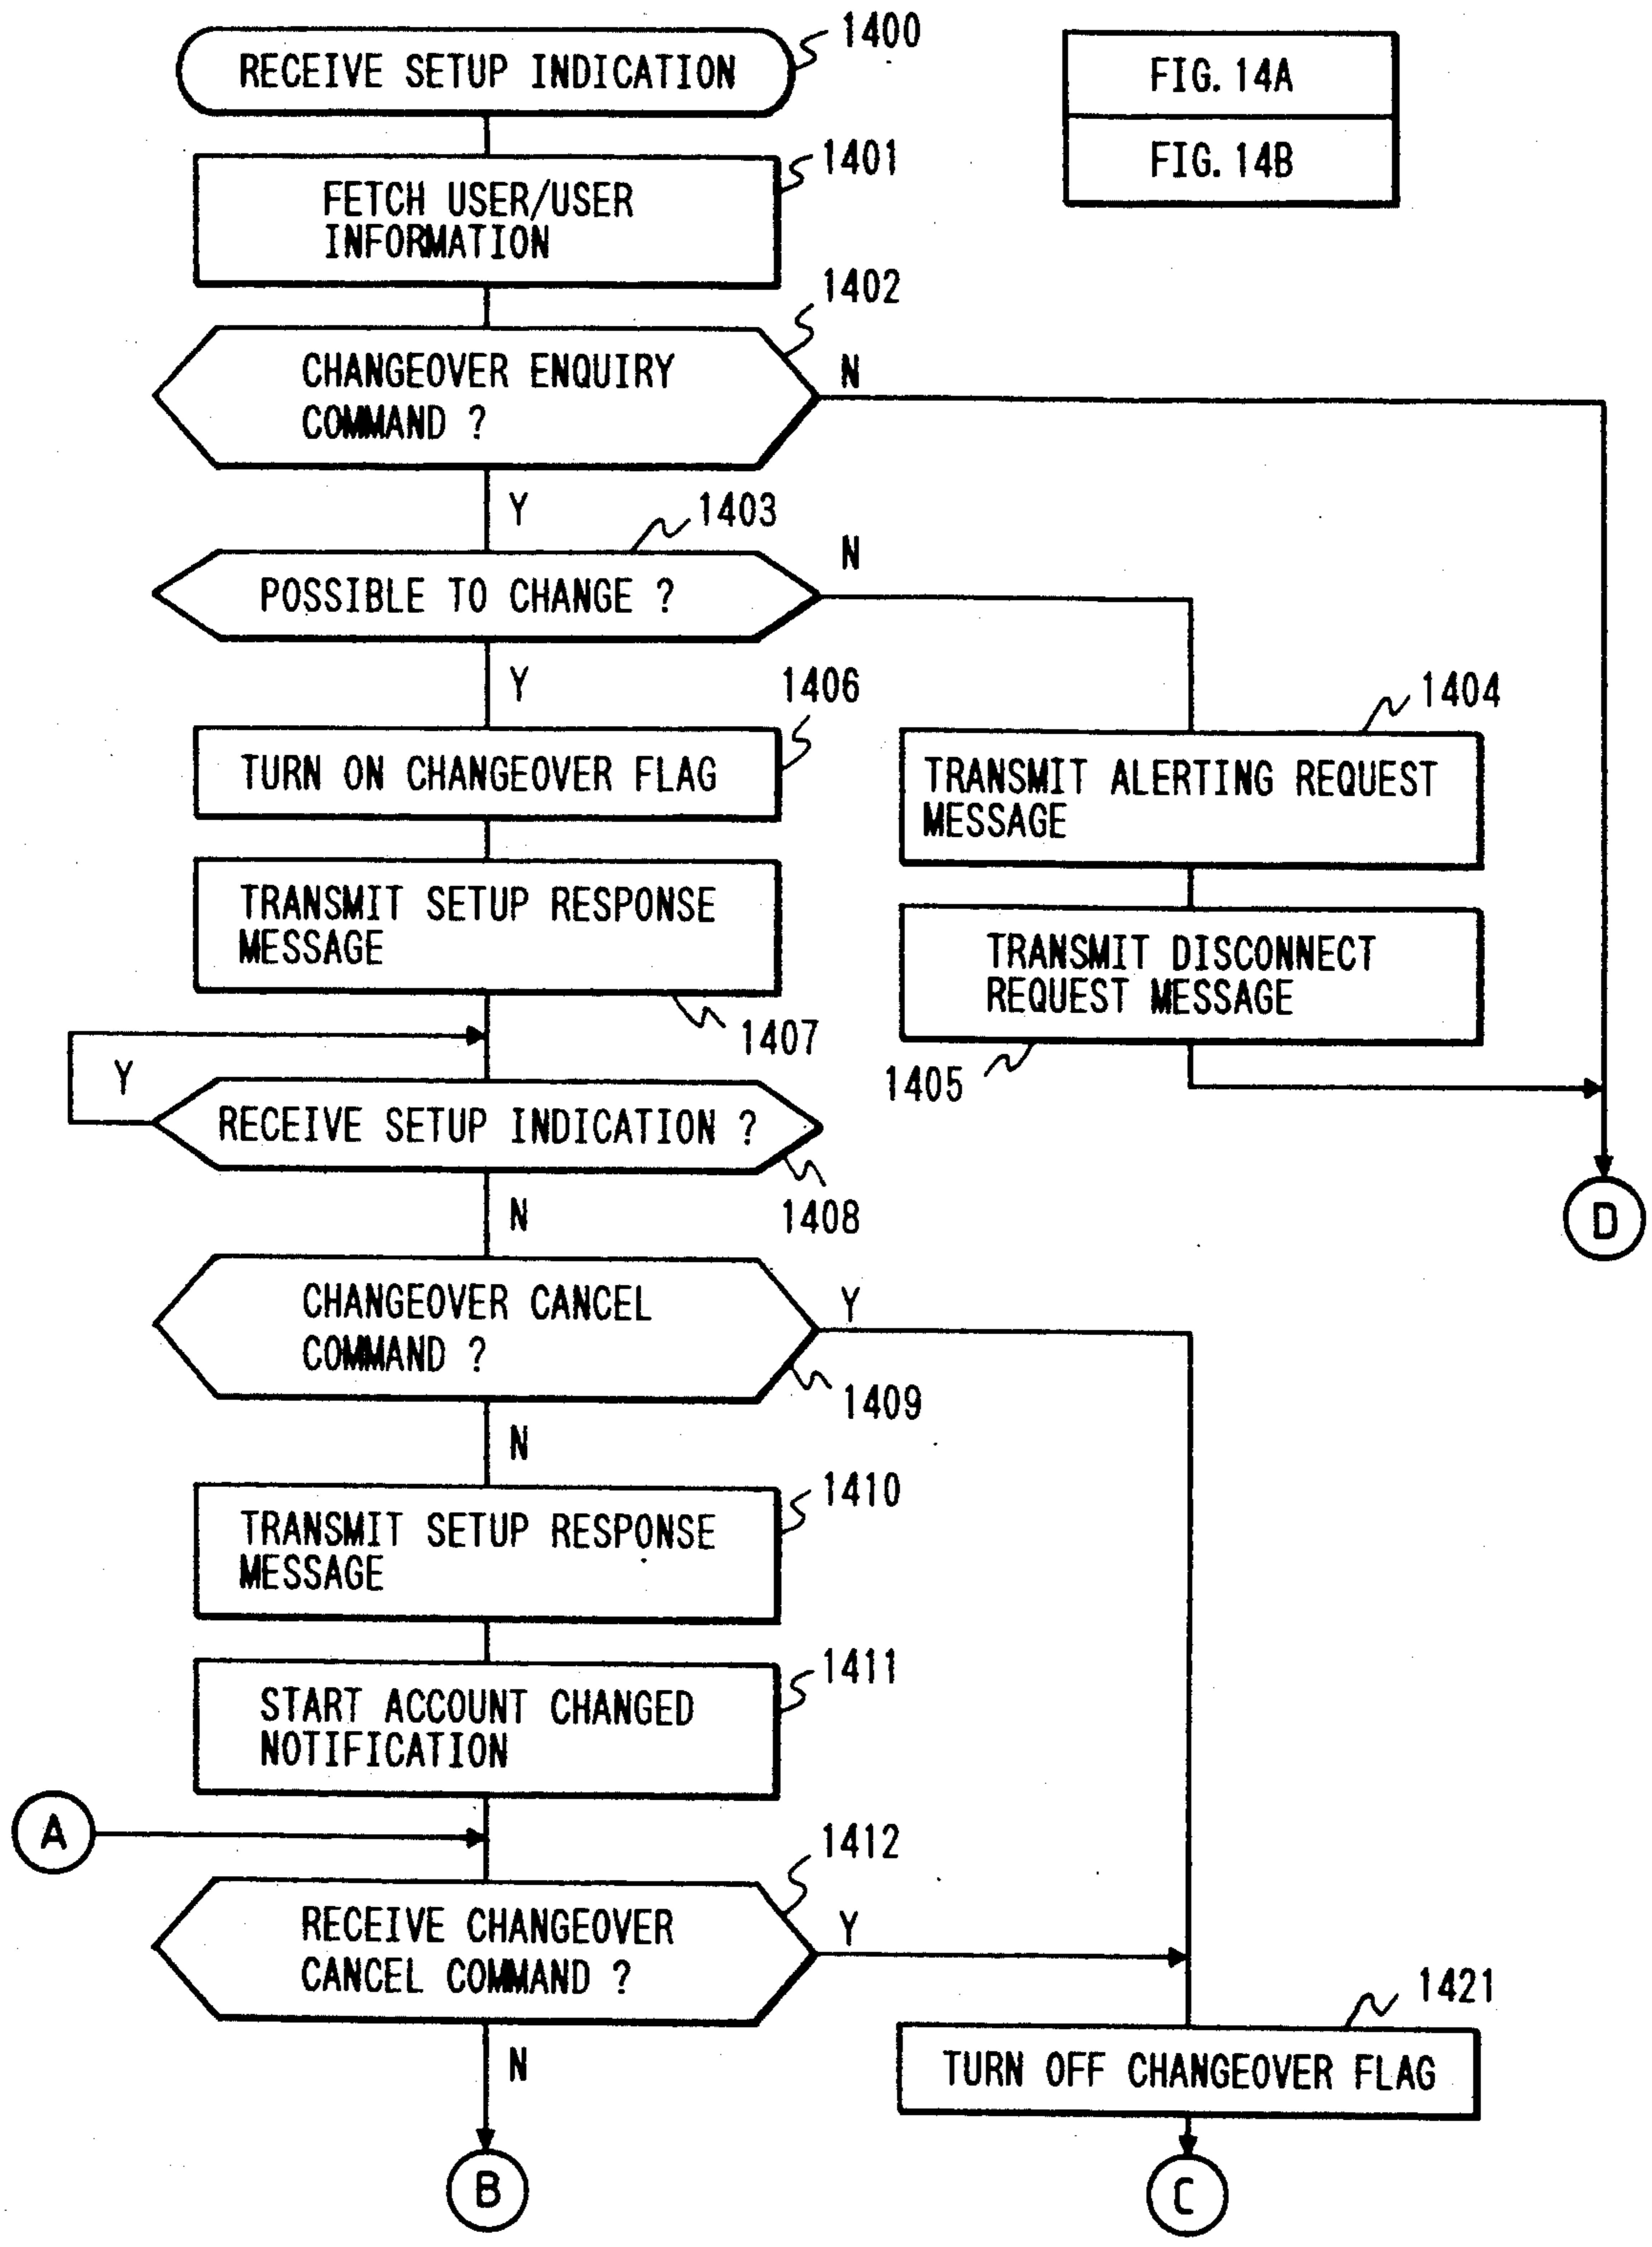 1400
RECEIVE SETUP INDICATION
FIG. 14A
FIG. 14B
1401
FETCH USER/USER
INFORMATION
1402
CHANGEOVER ENQUIRY
COMMAND ?
N
Y
1403
POSSIBLE TO CHANGE ?
N
Y
1406
TURN ON CHANGEOVER FLAG
1404
TRANSMIT ALERTING REQUEST
MESSAGE
TRANSMIT SETUP RESPONSE
MESSAGE
1407
TRANSMIT DISCONNECT
REQUEST MESSAGE
1405
Y
RECEIVE SETUP INDICATION ?
1408
N
D
CHANGEOVER CANCEL
COMMAND ?
Y
1409
N
1410
TRANSMIT SETUP RESPONSE
MESSAGE
1411
START ACCOUNT CHANGED
NOTIFICATION
A
1412
RECEIVE CHANGEOVER
CANCEL COMMAND ?
Y
N
1421
TURN OFF CHANGEOVER FLAG
B
C